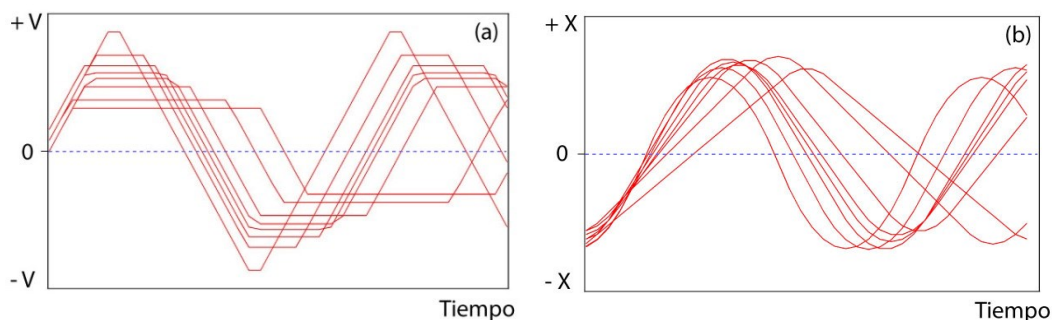 + V
(a)
0
- V
Tiempo
+ X
(b)
0
- X
Tiempo